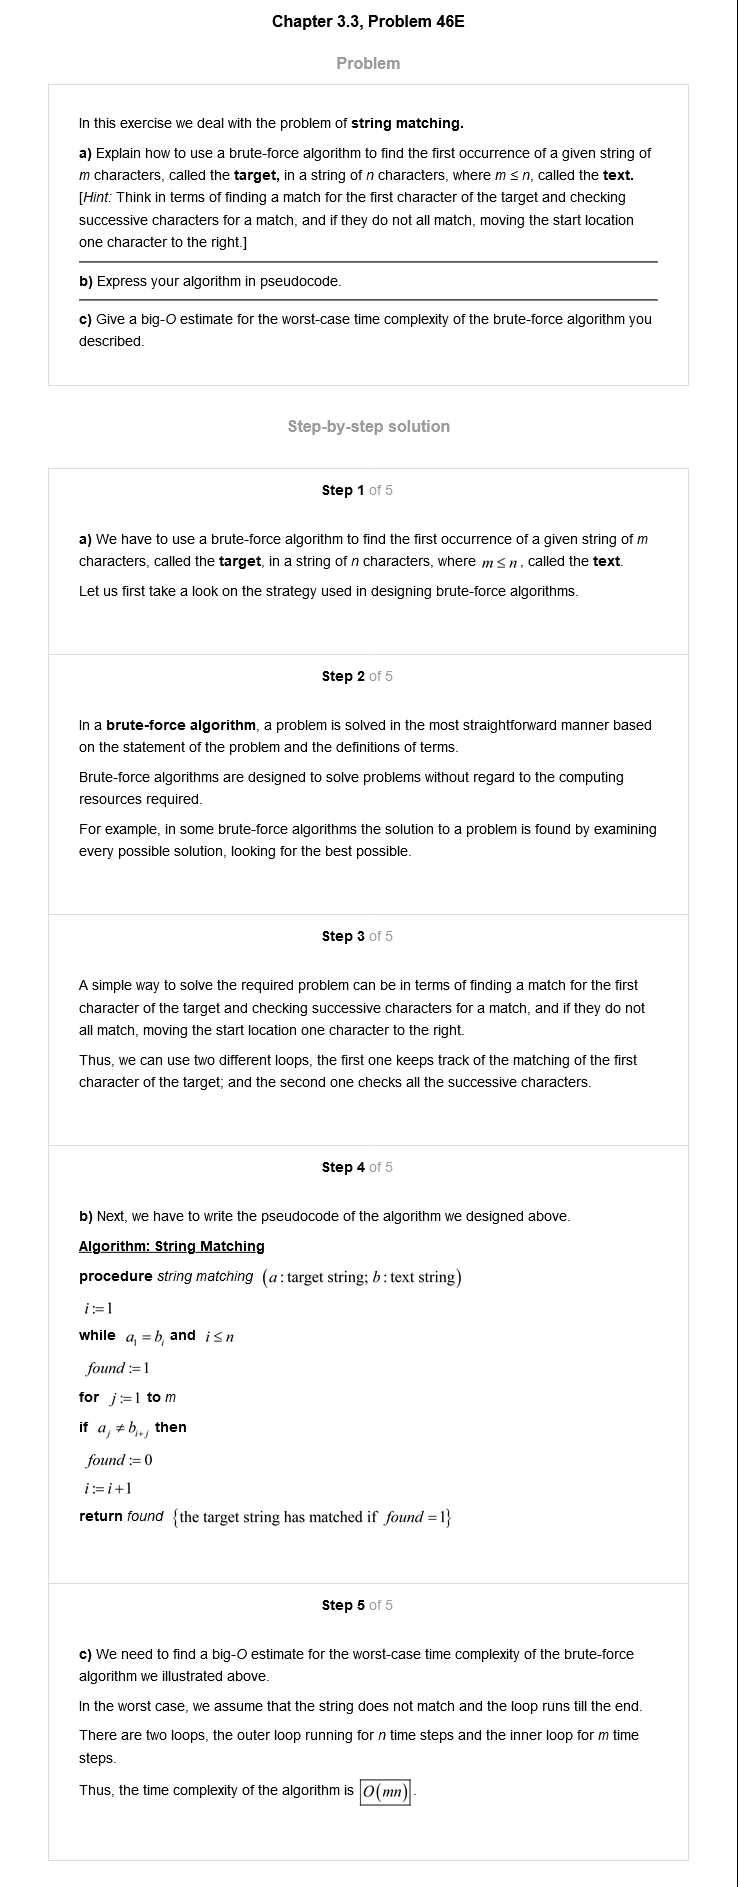 Chapter 3.3, Problem 46E
Problem
In this exercise we deal with the problem of string matching.
a) Explain how to use a brute-force algorithm to find the first occurrence of a given string of
m characters, called the target, in a string of n characters, where m ≤ n, called the text.
[Hint: Think in terms of finding a match for the first character of the target and checking
successive characters for a match, and if they do not all match, moving the start location
one character to the right.]
b) Express your algorithm in pseudocode.
c) Give a big-O estimate for the worst-case time complexity of the brute-force algorithm you
described.
Step-by-step solution
Step 1 of 5
a) We have to use a brute-force algorithm to find the first occurrence of a given string of m
characters, called the target, in a string of n characters, where m ≤ n, called the text.
Let us first take a look on the strategy used in designing brute-force algorithms.
Step 2 of 5
In a brute-force algorithm, a problem is solved in the most straightforward manner based
on the statement of the problem and the definitions of terms.
Brute-force algorithms are designed to solve problems without regard to the computing
resources required.
For example, in some brute-force algorithms the solution to a problem is found by examining
every possible solution, looking for the best possible.
Step 3 of 5
A simple way to solve the required problem can be in terms of finding a match for the first
character of the target and checking successive characters for a match, and if they do not
all match, moving the start location one character to the right.
Thus, we can use two different loops, the first one keeps track of the matching of the first
character of the target; and the second one checks all the successive characters.
Step 4 of 5
b) Next, we have to write the pseudocode of the algorithm we designed above.
Algorithm: String Matching
procedure string matching (a : target string; b : text string)
i := 1
while a₁ = bᵢ and i ≤ n
found := 1
for j := 1 to m
if aⱼ ≠ bᵢ₊ⱼ then
found := 0
i := i + 1
return found {the target string has matched if found = 1}
Step 5 of 5
c) We need to find a big-O estimate for the worst-case time complexity of the brute-force
algorithm we illustrated above.
In the worst case, we assume that the string does not match and the loop runs till the end.
There are two loops, the outer loop running for n time steps and the inner loop for m time
steps.
Thus, the time complexity of the algorithm is O(mn).